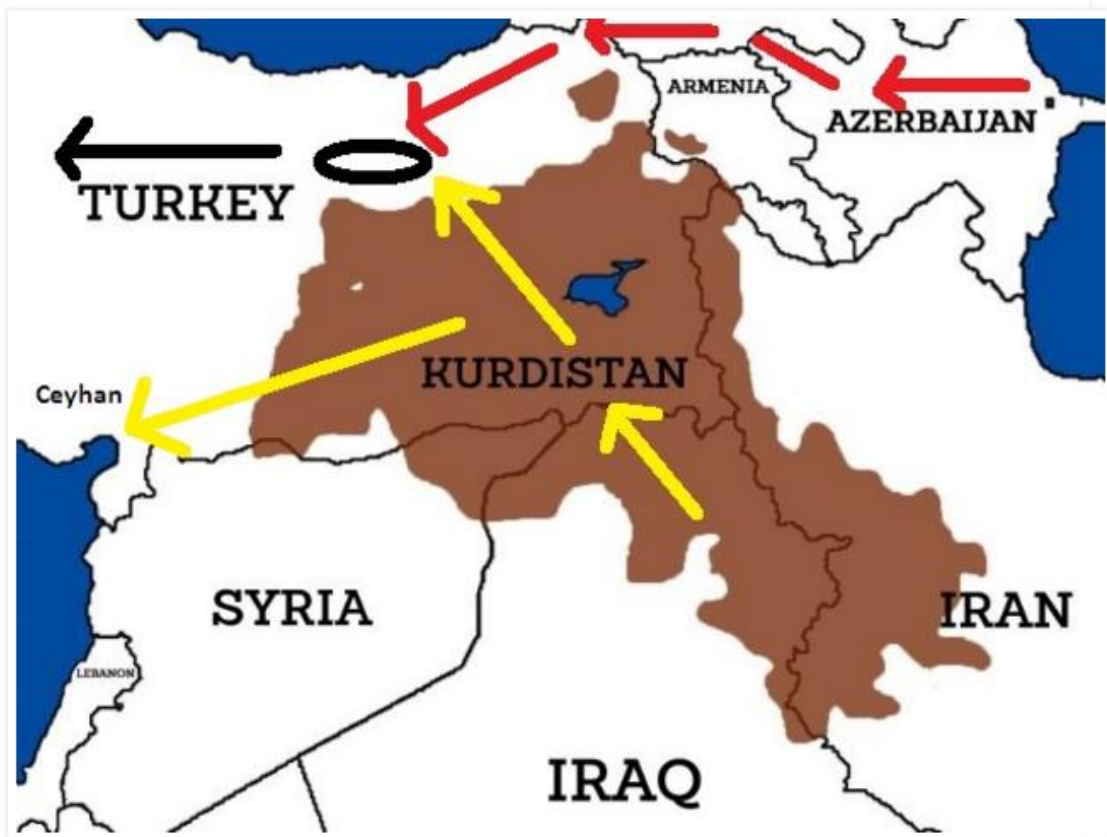 ARMENIA
AZERBAIJAN
TURKEY
KURDISTAN
Ceyhan
SYRIA
IRAN
LEBANON
IRAQ